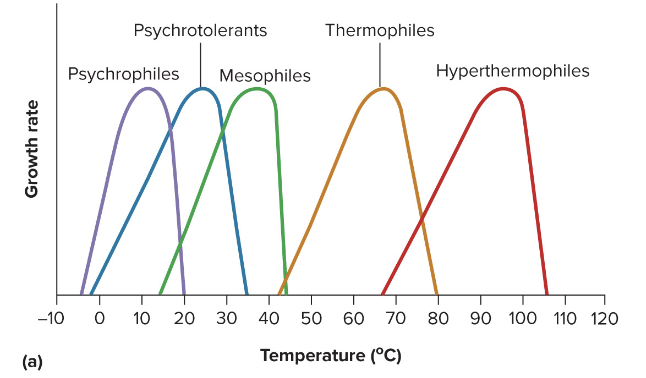 Psychrotolerants
Thermophiles
Psychrophiles
Mesophiles
Hyperthermophiles
Growth rate
–10 0 10 20 30 40 50 60 70 80 90 100 110 120
Temperature (ºC)
(a)